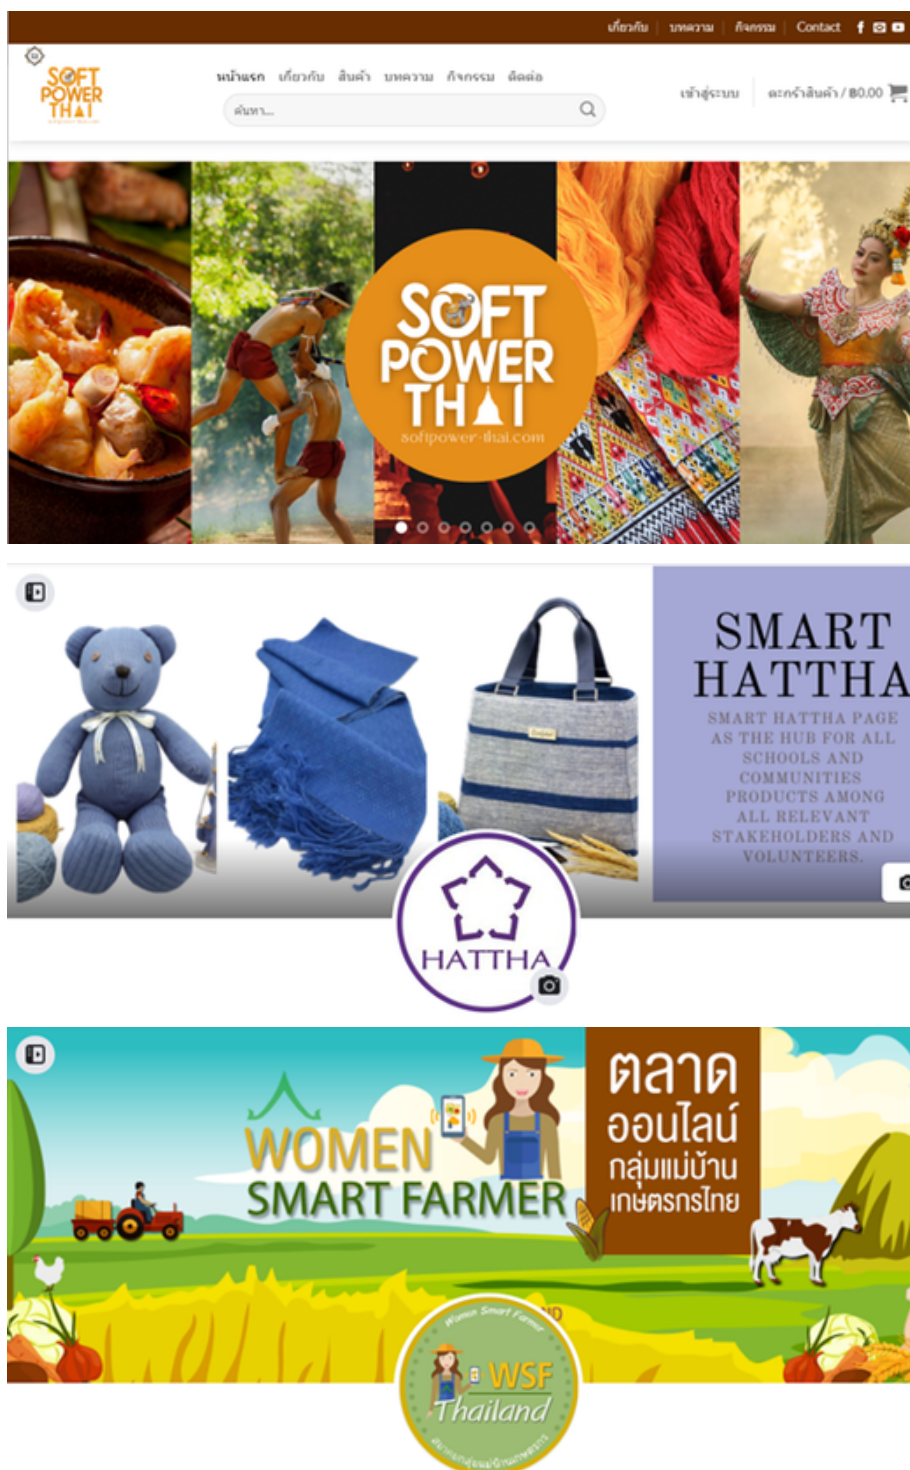 เกี่ยวกับ บทความ กิจกรรม Contact
SOFT
POWER
THAI
หน้าแรก เกี่ยวกับ สินค้า บทความ กิจกรรม ติดต่อ
ค้นหา...
เข้าสู่ระบบ ตะกร้าสินค้า / ฿0.00
SOFT
POWER
THAI
softpower-thai.com
SMART
HATTHA
SMART HATTHA PAGE
AS THE HUB FOR ALL
SCHOOLS AND
COMMUNITIES
PRODUCTS AMONG
ALL RELEVANT
STAKEHOLDERS AND
VOLUNTEERS.
HATTHA
WOMEN
SMART FARMER
ตลาด
ออนไลน์
กลุ่มแม่บ้าน
เกษตรกรไทย
Women Smart Farmer
WSF
Thailand